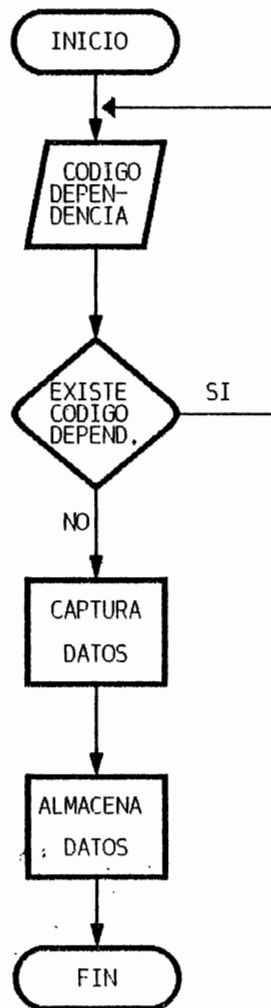 INICIO
CODIGO
DEPEN-
DENCIA
EXISTE
CODIGO
DEPEND.
SI
NO
CAPTURA
DATOS
ALMACENA
DATOS
FIN